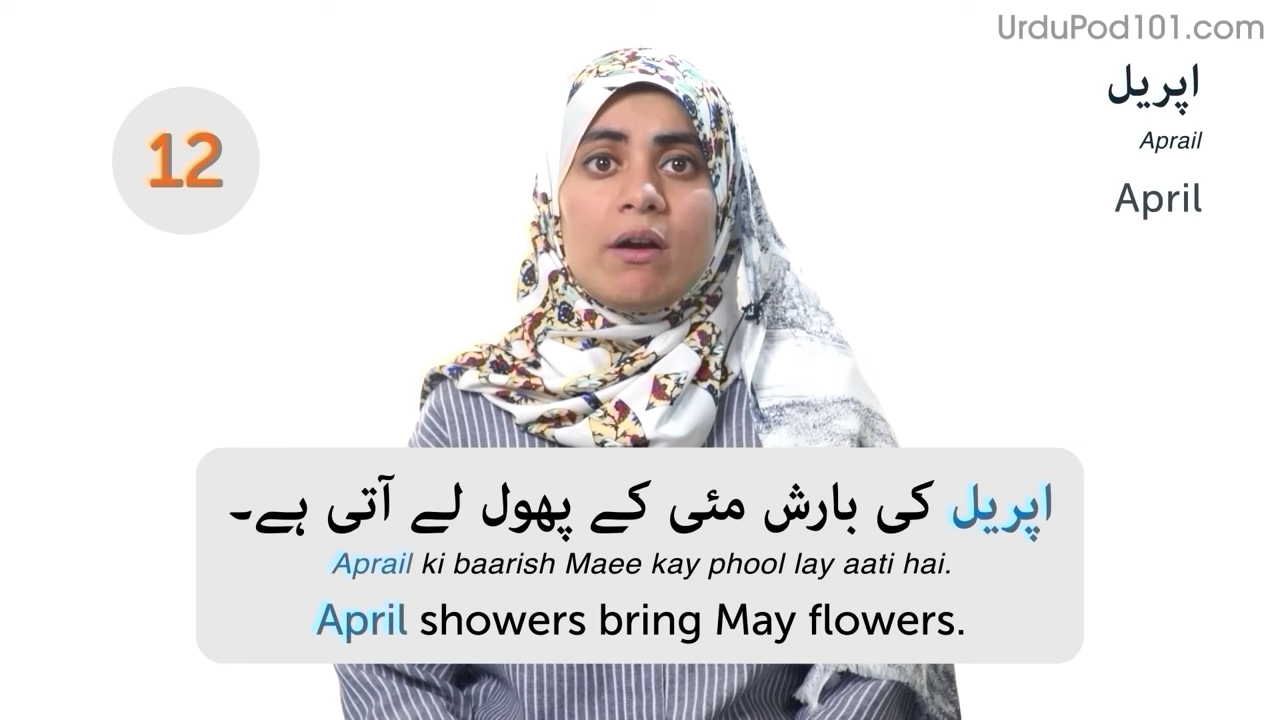 UrduPod101.com
12
اپریل
Aprail
April
اپریل کی بارش مئی کے پھول لے آتی ہے۔
Aprail ki baarish Maee kay phool lay aati hai.
April showers bring May flowers.